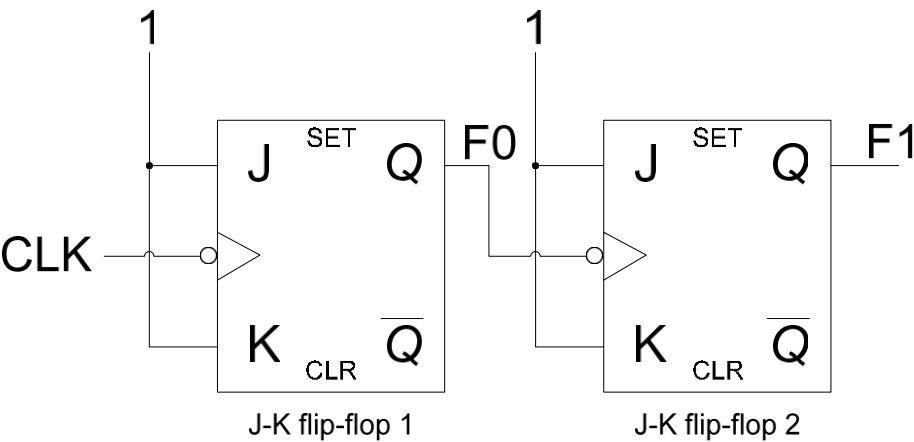 1 1
SET SET
J Q F0 J Q F1
CLK
K Q K Q
CLR CLR
J-K flip-flop 1 J-K flip-flop 2